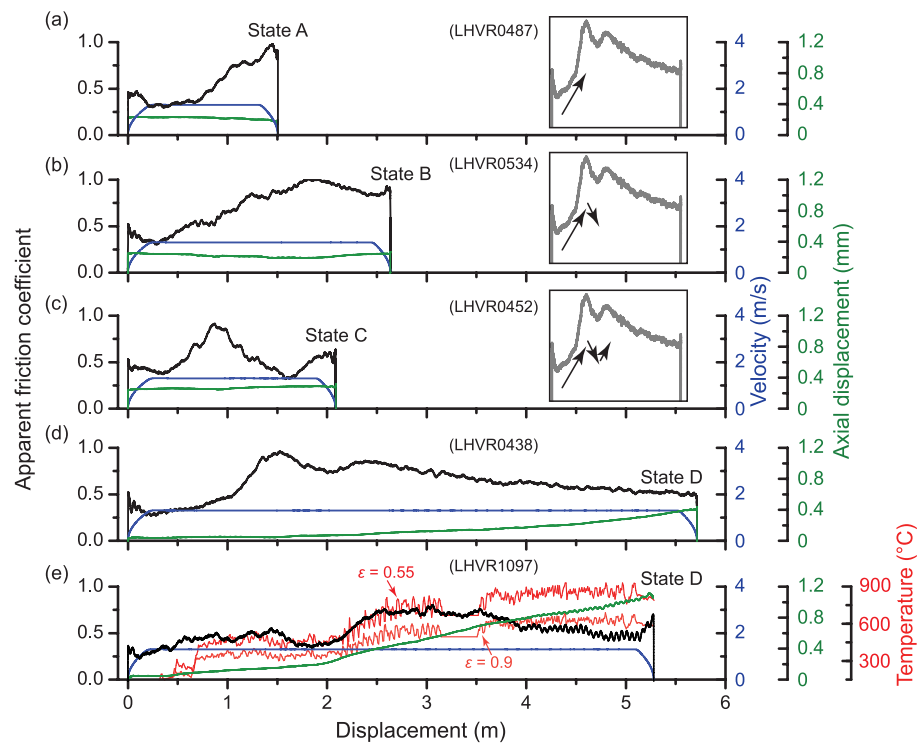 (a)
State A
(LHVR0487)
1.0
0.5
0.0
4
2
0
1.2
0.8
0.4
0.0
(b)
State B
(LHVR0534)
1.0
0.5
0.0
4
2
0
1.2
0.8
0.4
0.0
(c)
State C
(LHVR0452)
1.0
0.5
0.0
4
2
0
1.2
0.8
0.4
0.0
(d)
State D
(LHVR0438)
1.0
0.5
0.0
4
2
0
1.2
0.8
0.4
0.0
(e)
State D
(LHVR1097)
ε = 0.55
ε = 0.9
1.0
0.5
0.0
4
2
0
1.2
0.8
0.4
0.0
900
600
300
0 1 2 3 4 5 6
Displacement (m)
Apparent friction coefficient
Velocity (m/s)
Axial displacement (mm)
Temperature (°C)